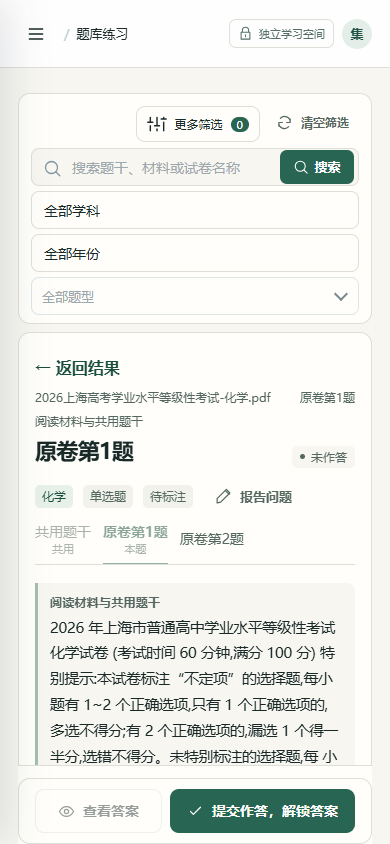 / 题库练习
独立学习空间
集
更多筛选 0
清空筛选
搜索题干、材料或试卷名称
搜索
全部学科
全部年份
全部题型
← 返回结果
2026上海高考学业水平等级性考试-化学.pdf
原卷第1题
阅读材料与共用题干
原卷第1题
未作答
化学
单选题
待标注
报告问题
共用题干
共用
原卷第1题
本题
原卷第2题
阅读材料与共用题干
2026 年上海市普通高中学业水平等级性考试
化学试卷 (考试时间 60 分钟,满分 100 分) 特
别提示:本试卷标注“不定项”的选择题,每小
题有 1~2 个正确选项,只有 1 个正确选项的,
多选不得分;有 2 个正确选项的,漏选 1 个得一
半分,选错不得分。未特别标注的选择题,每 小
查看答案
提交作答，解锁答案